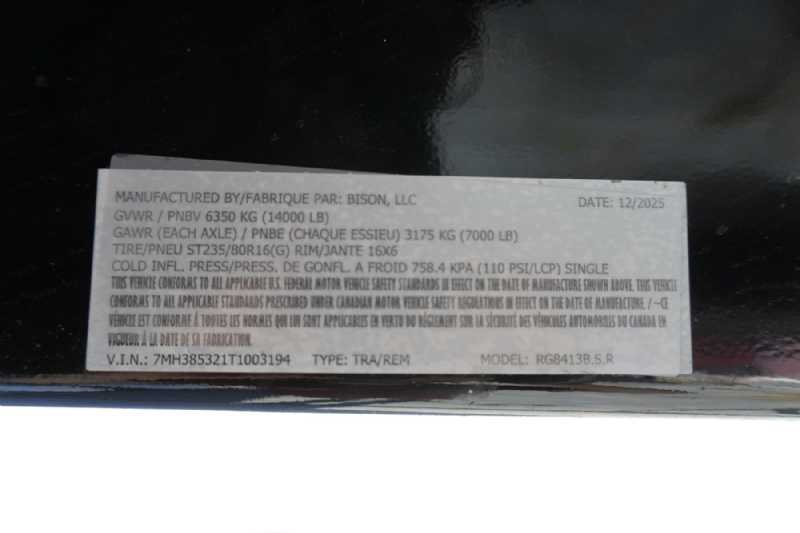 MANUFACTURED BY/FABRIQUE PAR: BISON, LLC DATE: 12/2025
GVWR / PNBV 6350 KG (14000 LB)
GAWR (EACH AXLE) / PNBE (CHAQUE ESSIEU) 3175 KG (7000 LB)
TIRE/PNEU ST235/80R16(G) RIM/JANTE 16X6
COLD INFL. PRESS/PRESS. DE GONFL. A FROID 758.4 KPA (110 PSI/LCP) SINGLE
THIS VEHICLE CONFORMS TO ALL APPLICABLE U.S. FEDERAL MOTOR VEHICLE SAFETY STANDARDS IN EFFECT ON THE DATE OF MANUFACTURE SHOWN ABOVE. / THIS VEHICLE
CONFORMS TO ALL APPLICABLE STANDARDS PRESCRIBED UNDER CANADIAN MOTOR VEHICLE SAFETY REGULATIONS IN EFFECT ON THE DATE OF MANUFACTURE. / -CE
VÉHICLE EST CONFORME À TOUTES LES NORMES QUI LUI SONT APPLICABLES EN VERTU DU RÈGLEMENT SUR LA SÉCURITÉ DES VÉHICULES AUTOMOBILES DU CANADA EN
VIGUEUR À LA DATE DE SA FABRICATION.
V.I.N.: 7MH385321T1003194 TYPE: TRA/REM MODEL: RG8413B.S.R